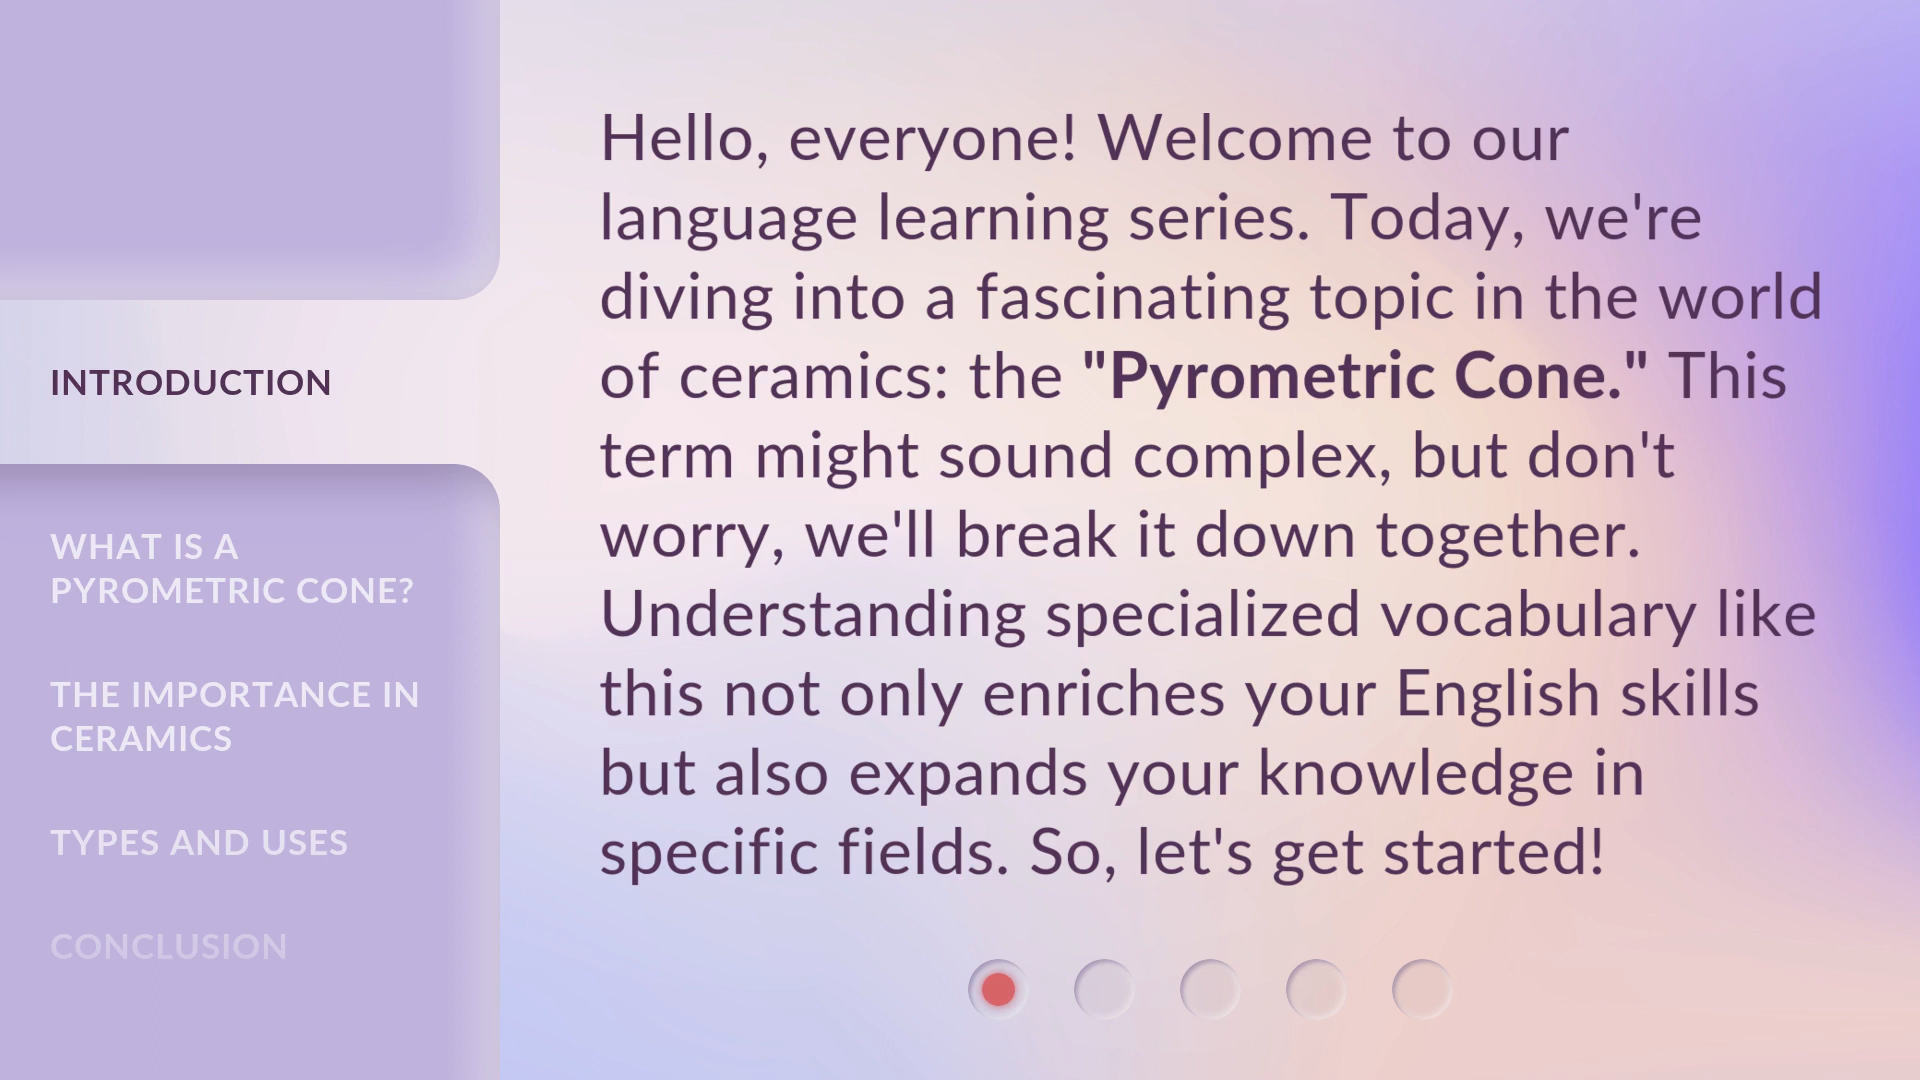 INTRODUCTION
WHAT IS A
PYROMETRIC CONE?
THE IMPORTANCE IN
CERAMICS
TYPES AND USES
CONCLUSION
Hello, everyone! Welcome to our
language learning series. Today, we're
diving into a fascinating topic in the world
of ceramics: the "Pyrometric Cone." This
term might sound complex, but don't
worry, we'll break it down together.
Understanding specialized vocabulary like
this not only enriches your English skills
but also expands your knowledge in
specific fields. So, let's get started!